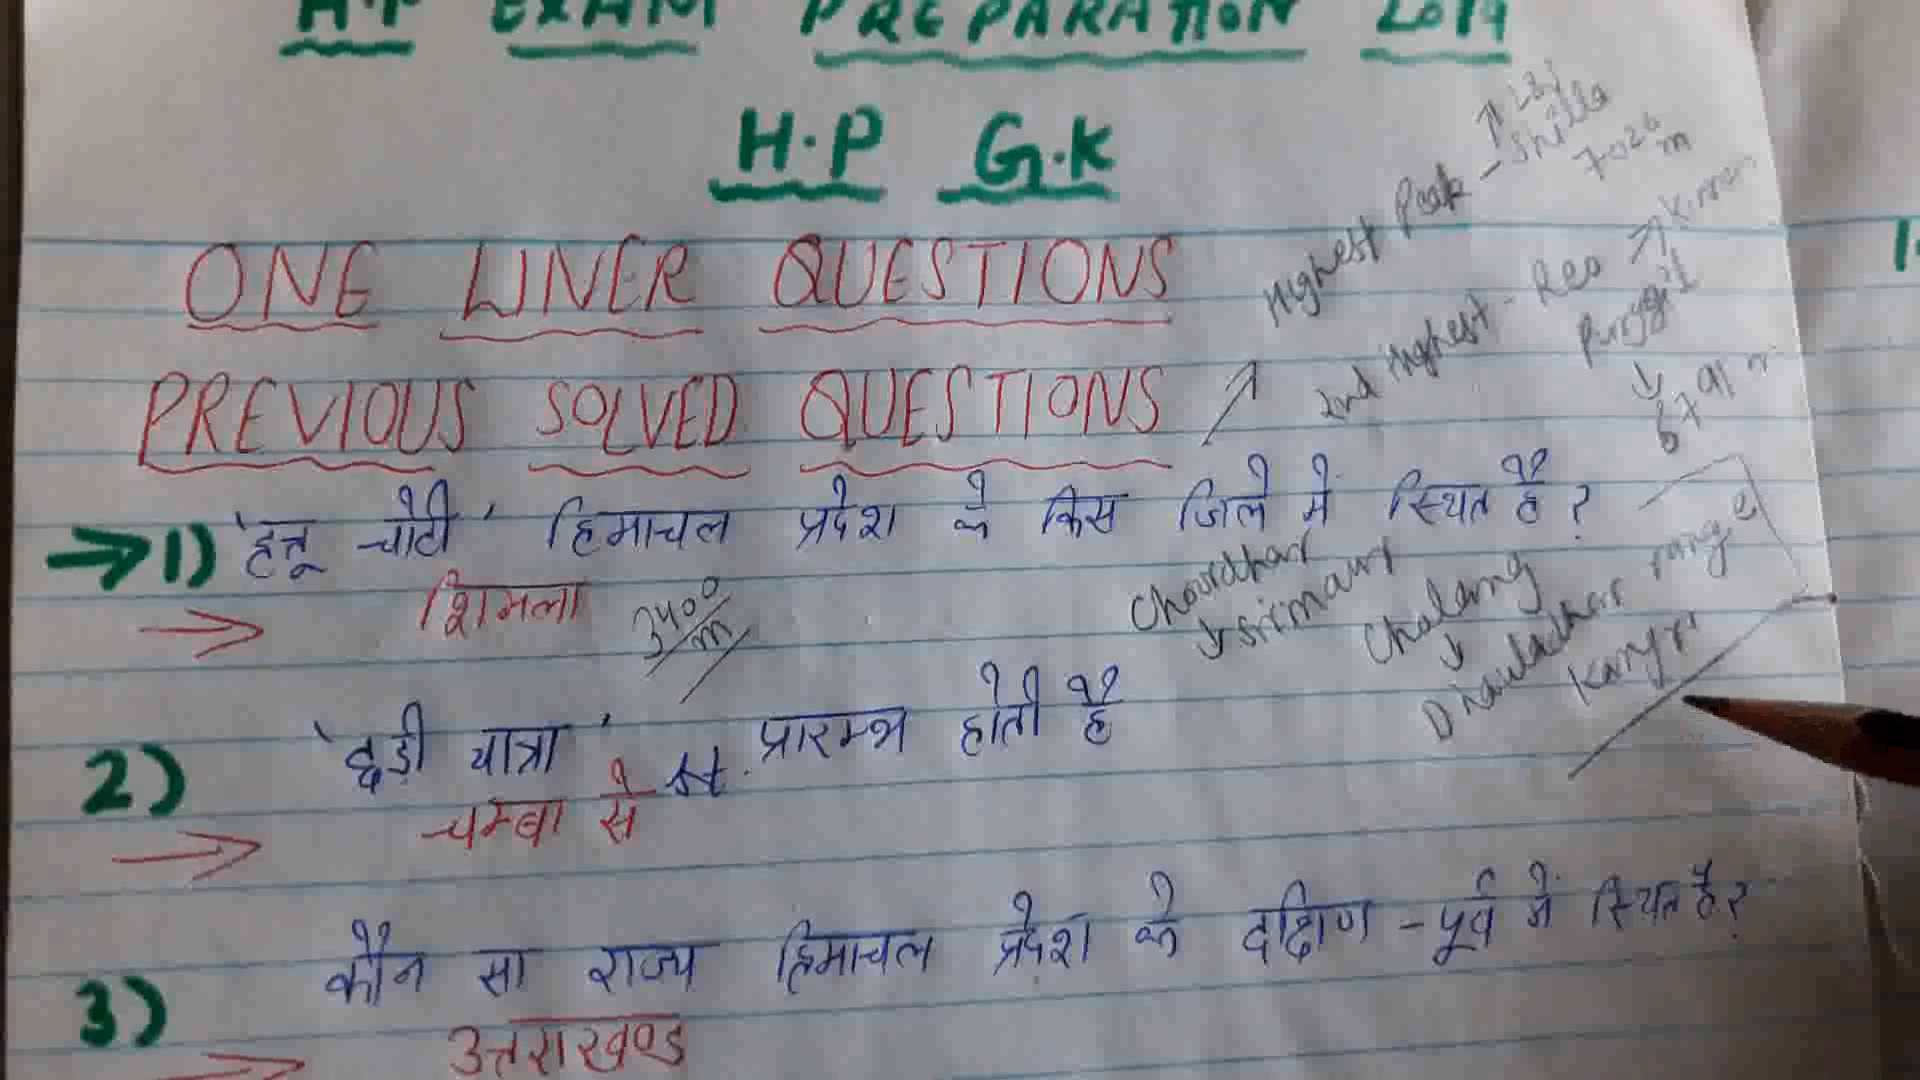 H.P EXAM PREPARATION 2019
H.P G.K
ONE LINER QUESTIONS
PREVIOUS SOLVED QUESTIONS
Highest Peak - Shilla
7026 m
2nd Highest - Reo
Purgyil
6791 m
1) 'हत्तू चोटी' हिमाचल प्रदेश के किस जिले में स्थित है ?
शिमला 3400 m
Choordhar
Sirmaur
Chalang
Dhauladhar range
2) 'छडी यात्रा' प्रारम्भ होती है
चम्बा से
3) कौन सा राज्य हिमाचल प्रदेश के दक्षिण - पूर्व में स्थित है ?
उत्तराखण्ड